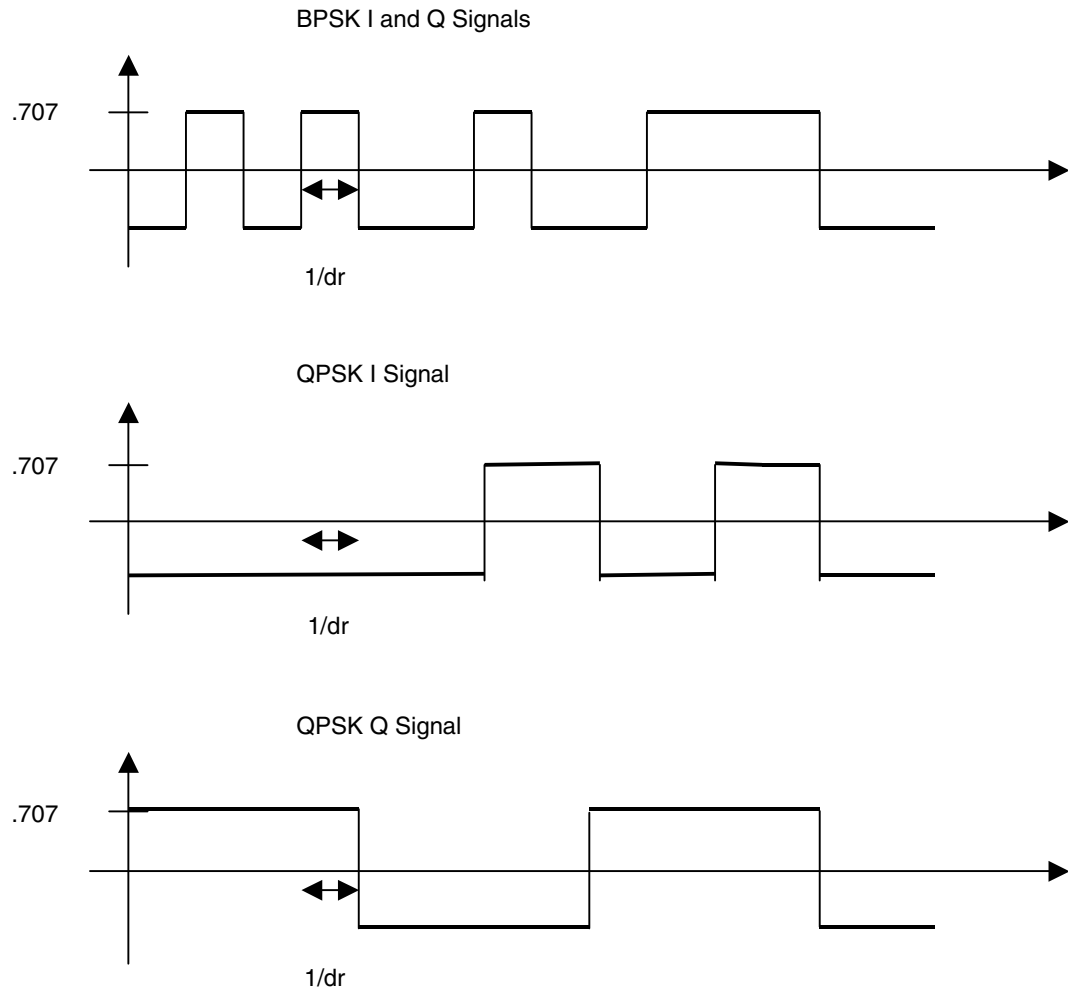 BPSK I and Q Signals
.707
1/dr
QPSK I Signal
.707
1/dr
QPSK Q Signal
.707
1/dr